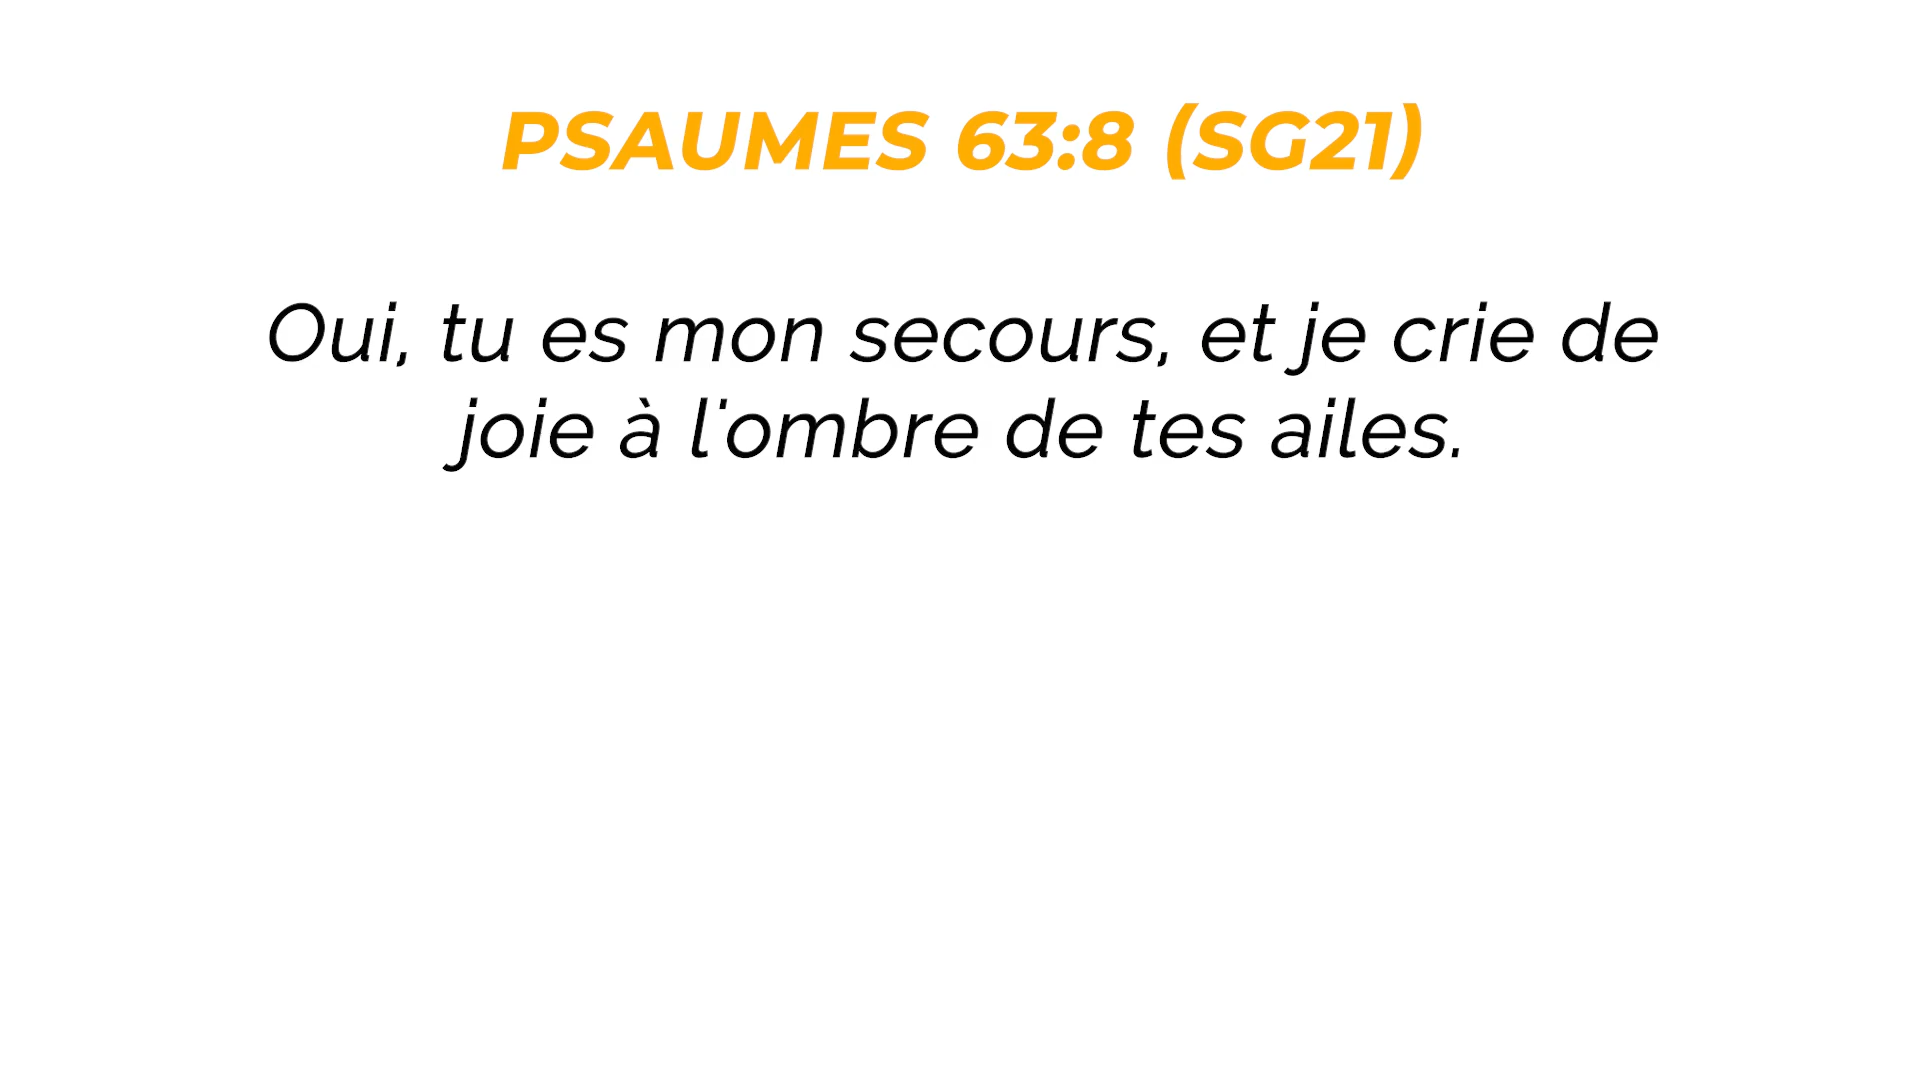 PSAUMES 63:8 (SG21)
Oui, tu es mon secours, et je crie de
joie à l'ombre de tes ailes.